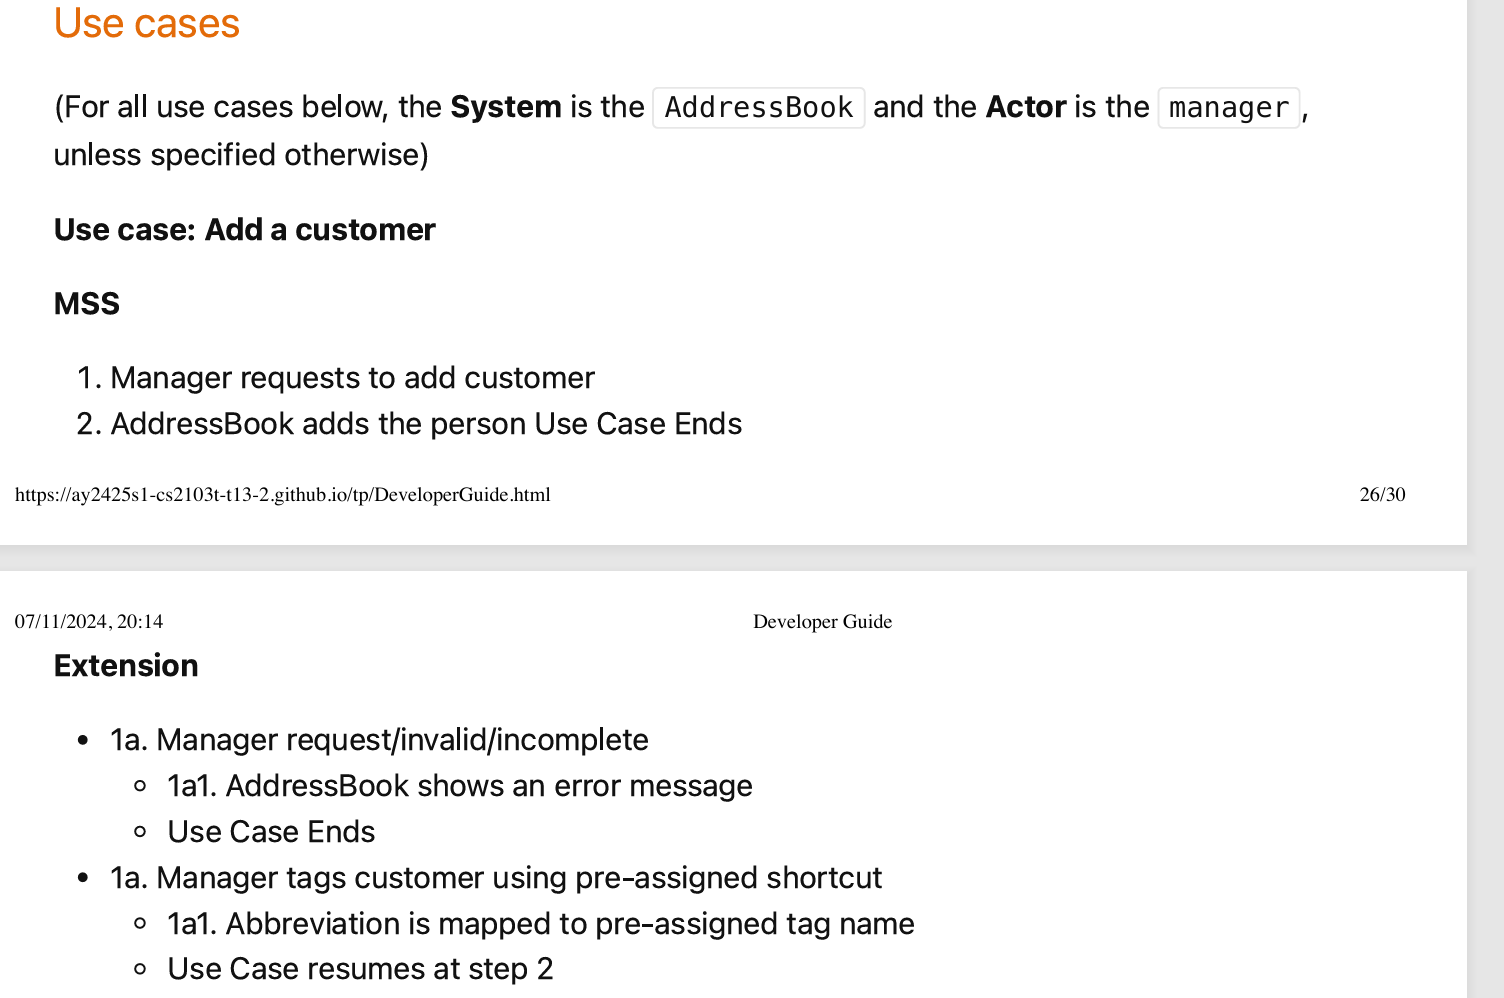 Use cases
(For all use cases below, the System is the AddressBook and the Actor is the manager,
unless specified otherwise)
Use case: Add a customer
MSS
1. Manager requests to add customer
2. AddressBook adds the person Use Case Ends
https://ay2425s1-cs2103t-t13-2.github.io/tp/DeveloperGuide.html 26/30
07/11/2024, 20:14 Developer Guide
Extension
• 1a. Manager request/invalid/incomplete
◦ 1a1. AddressBook shows an error message
◦ Use Case Ends
• 1a. Manager tags customer using pre-assigned shortcut
◦ 1a1. Abbreviation is mapped to pre-assigned tag name
◦ Use Case resumes at step 2